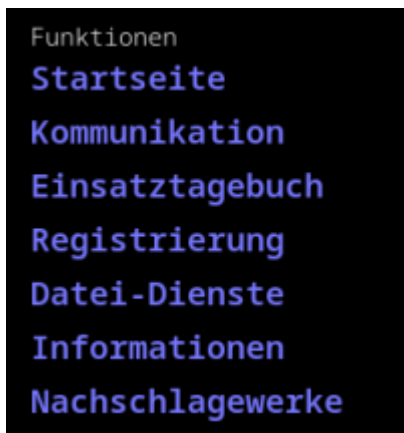 Funktionen
Startseite
Kommunikation
Einsatztagebuch
Registrierung
Datei-Dienste
Informationen
Nachschlagewerke